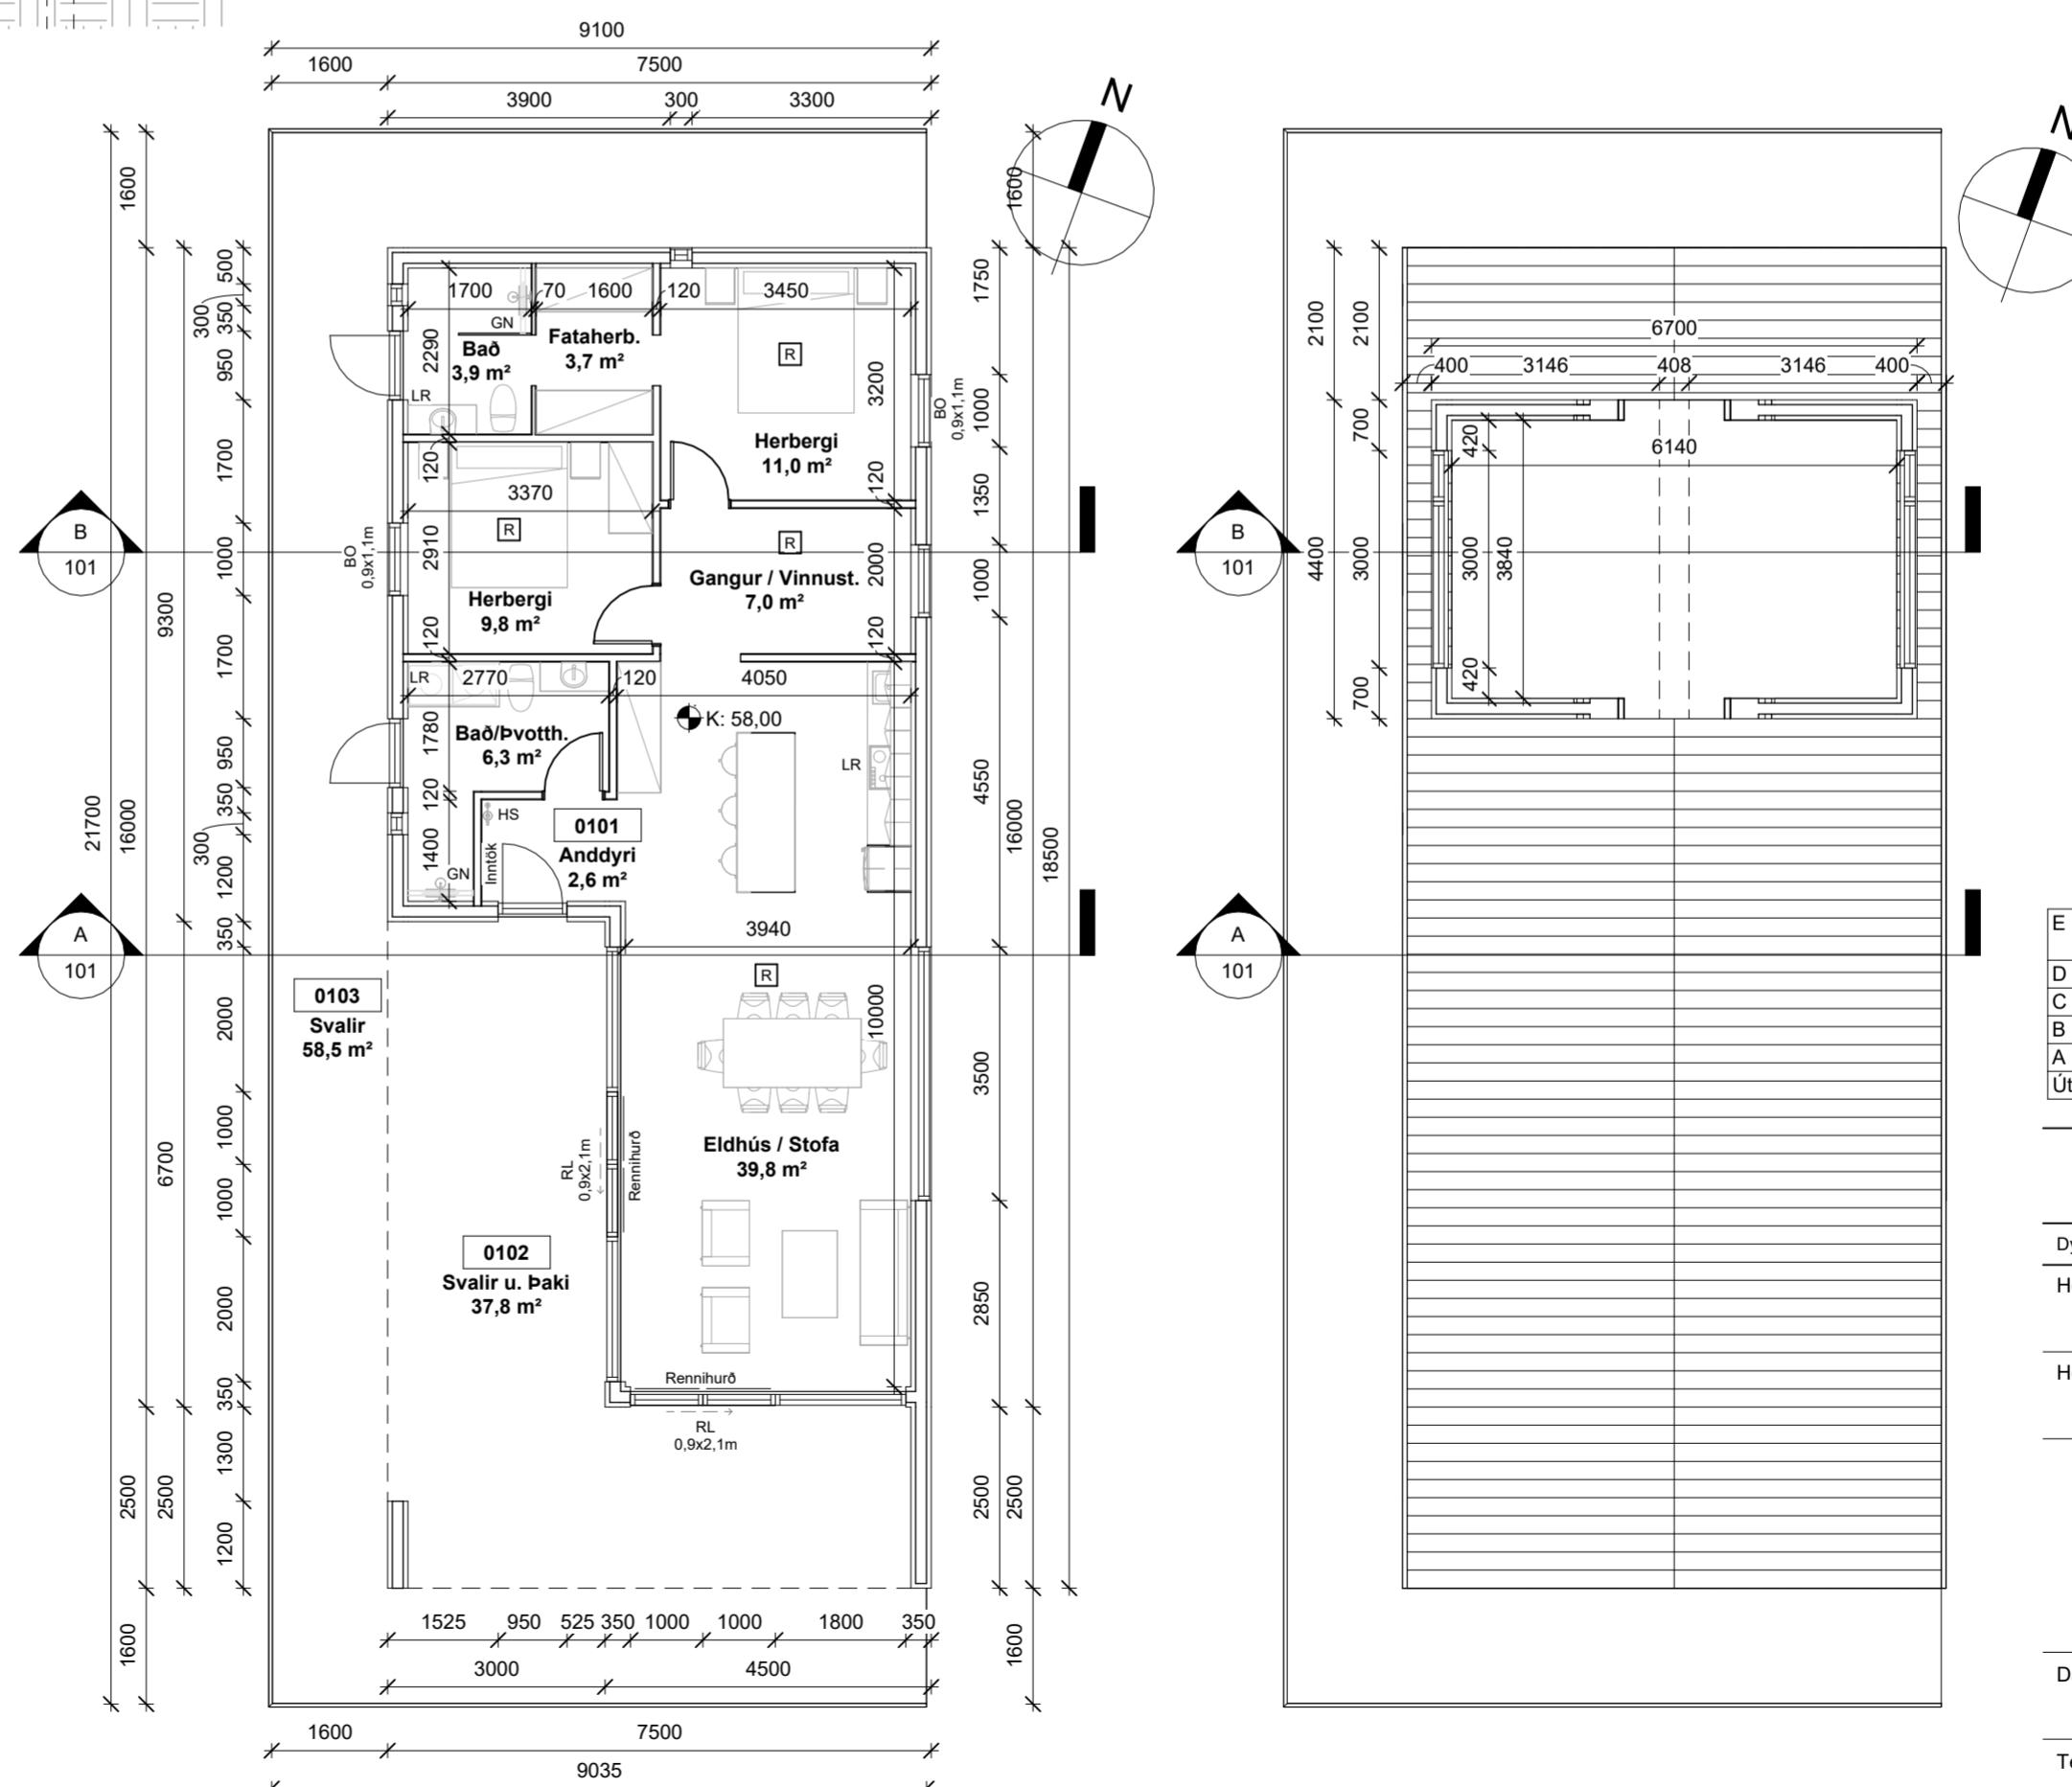 9100
1600
7500
3900
300
3300
N
N
1600
1600
500
300
350
950
1700
1000
1700
950
350
300
1200
350
2000
1000
1000
2000
350
1300
1200
9300
6700
2500
21700
16000
2500
1600
1700
70
1600
120
3450
2290
GN
Bað
3,9 m²
LR
Fataherb.
3,7 m²
R
3200
Herbergi
11,0 m²
120
BO
0,9x1,1m
120
3370
R
2910
BO
0,9x1,1m
Herbergi
9,8 m²
120
R
Gangur / Vinnust.
7,0 m²
2000
120
LR
2770
120
4050
K: 58,00
Bað/Þvotth.
6,3 m²
1780
120
1400
GN
HS
Inntök
0101
Anddyri
2,6 m²
LR
3940
R
10000
0103
Svalir
58,5 m²
Eldhús / Stofa
39,8 m²
RL
0,9x2,1m
Rennihurð
0102
Svalir u. Þaki
37,8 m²
Rennihurð
RL
0,9x2,1m
1750
1000
1350
1000
4550
3500
2850
2500
16000
2500
1600
18500
B
101
A
101
1525
950
525
350
1000
1000
1800
350
3000
4500
1600
7500
9035
2100
2100
6700
400
3146
408
3146
400
700
420
6140
4400
3000
3000
3840
700
420
B
101
A
101
E
D
C
B
A
Út
Dy
H
H
D
Te